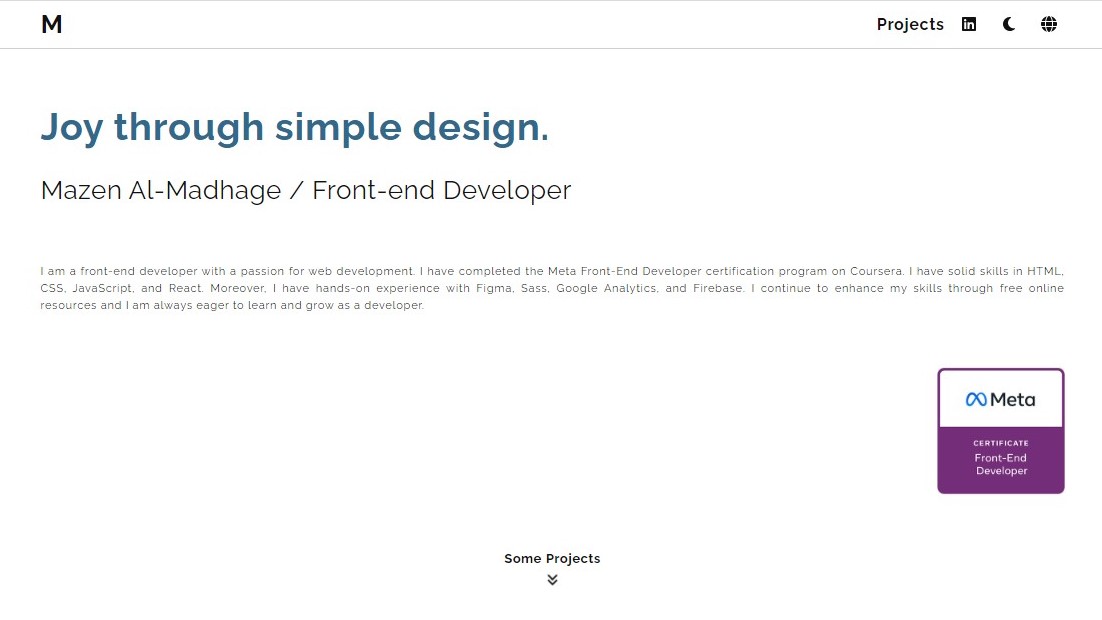 M
Projects
Joy through simple design.
Mazen Al-Madhage / Front-end Developer
I am a front-end developer with a passion for web development. I have completed the Meta Front-End Developer certification program on Coursera. I have solid skills in HTML,
CSS, JavaScript, and React. Moreover, I have hands-on experience with Figma, Sass, Google Analytics, and Firebase. I continue to enhance my skills through free online
resources and I am always eager to learn and grow as a developer.
Meta
CERTIFICATE
Front-End
Developer
Some Projects